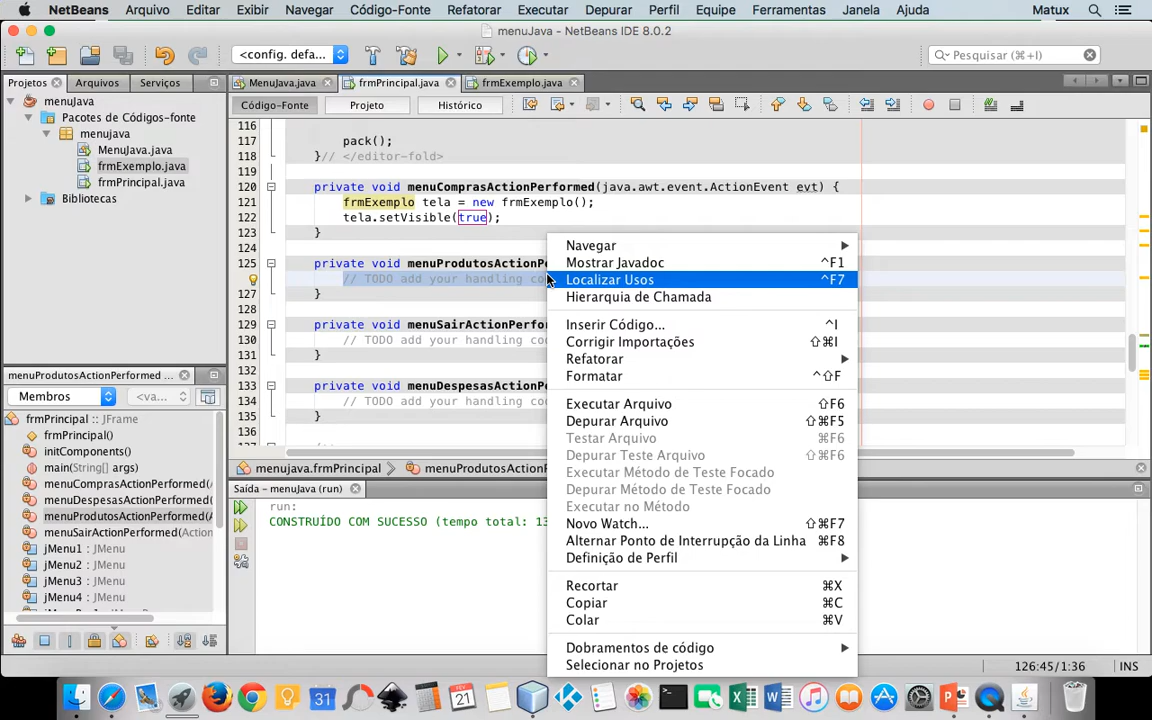 NetBeans Arquivo Editar Exibir Navegar Código-Fonte Refatorar Executar Depurar Perfil Equipe Ferramentas Janela Ajuda Matux
menuJava - NetBeans IDE 8.0.2
<config. defa... Pesquisar (⌘+I)
Projetos Arquivos Serviços
MenuJava.java frmPrincipal.java frmExemplo.java
Código-Fonte Projeto Histórico
menuJava
Pacotes de Códigos-fonte
menujava
MenuJava.java
frmExemplo.java
frmPrincipal.java
Bibliotecas
116
117 pack();
118 }// </editor-fold>
119
120 private void menuComprasActionPerformed(java.awt.event.ActionEvent evt) {
121 frmExemplo tela = new frmExemplo();
122 tela.setVisible(true);
123 }
124
125 private void menuProdutosActionPe
// TODO add your handling co
127 }
128
129 private void menuSairActionPerfor
130 // TODO add your handling co
131 }
132
133 private void menuDespesasActionPe
134 // TODO add your handling co
135 }
136
Navegar
Mostrar Javadoc ^F1
Localizar Usos ^F7
Hierarquia de Chamada
Inserir Código... ^I
Corrigir Importações ⇧⌘I
Refatorar
Formatar ^⇧F
Executar Arquivo ⇧F6
Depurar Arquivo ⇧⌘F5
Testar Arquivo ⌘F6
Depurar Teste Arquivo ⇧⌘F6
Executar Método de Teste Focado
Depurar Método de Teste Focado
Executar no Método
Novo Watch... ⇧⌘F7
Alternar Ponto de Interrupção da Linha ⌘F8
Definição de Perfil
Recortar ⌘X
Copiar ⌘C
Colar ⌘V
Dobramentos de código
Selecionar no Projetos
menuProdutosActionPerformed ...
Membros <va...
frmPrincipal :: JFrame
frmPrincipal()
initComponents()
main(String[] args)
menuComprasActionPerformed(
menuDespesasActionPerformed(
menuProdutosActionPerformed(A
menuSairActionPerformed(Action
jMenu1 : JMenu
jMenu2 : JMenu
jMenu3 : JMenu
jMenu4 : JMenu
menujava.frmPrincipal menuProdutosActionP
Saída - menuJava (run)
run:
CONSTRUÍDO COM SUCESSO (tempo total: 13
126:45/1:36 INS
FEV
31 21